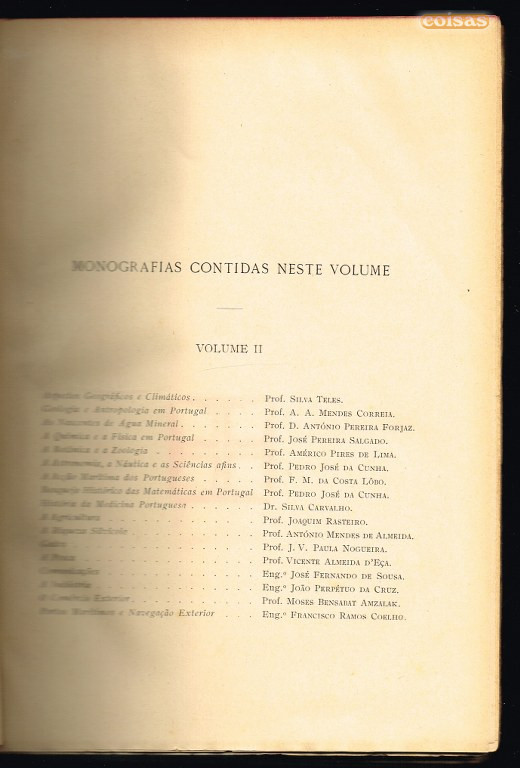 coisas
MONOGRAFIAS CONTIDAS NESTE VOLUME
VOLUME II
Aspectos Geográficos e Climáticos . . . . . . Prof. SILVA TELES.
Geologia e Antropologia em Portugal . . . . Prof. A. A. MENDES CORREIA.
As Nascentes de Água Mineral . . . . . . . Prof. D. ANTÓNIO PEREIRA FORJAZ.
A Química e a Física em Portugal . . . . . Prof. JOSÉ PEREIRA SALGADO.
A Botânica e a Zoologia . . . . . . . . Prof. AMÉRICO PIRES DE LIMA.
A Astronomia, a Náutica e as Sciências afins . . Prof. PEDRO JOSÉ DA CUNHA.
A Acção Marítima dos Portugueses . . . . . Prof. F. M. DA COSTA LÔBO.
Bosquejo Histórico das Matemáticas em Portugal Prof. PEDRO JOSÉ DA CUNHA.
História da Medicina Portuguesa . . . . . . Dr. SILVA CARVALHO.
A Agricultura . . . . . . . . . . . Prof. JOAQUIM RASTEIRO.
A Riqueza Silvícola . . . . . . . . . Prof. ANTÓNIO MENDES DE ALMEIDA.
Prof. J. V. PAULA NOGUEIRA.
A Pesca . . . . . . . . . . . . . Prof. VICENTE ALMEIDA D'EÇA.
Comunicações . . . . . . . . . . . Eng.º JOSÉ FERNANDO DE SOUSA.
A Indústria . . . . . . . . . . . . Eng.º JOÃO PERPÉTUO DA CRUZ.
O Comércio Exterior . . . . . . . . . Prof. MOSES BENSABAT AMZALAK.
Portos Marítimos e Navegação Exterior . . . Eng.º FRANCISCO RAMOS COELHO.